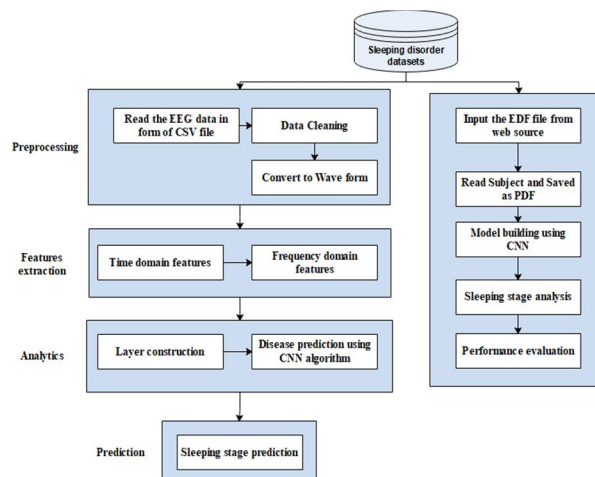 Sleeping disorder
datasets
Preprocessing
Read the EEG data in
form of CSV file
Data Cleaning
Convert to Wave form
Features
extraction
Time domain features
Frequency domain
features
Analytics
Layer construction
Disease prediction using
CNN algorithm
Prediction
Sleeping stage prediction
Input the EDF file from
web source
Read Subject and Saved
as PDF
Model building using
CNN
Sleeping stage analysis
Performance evaluation